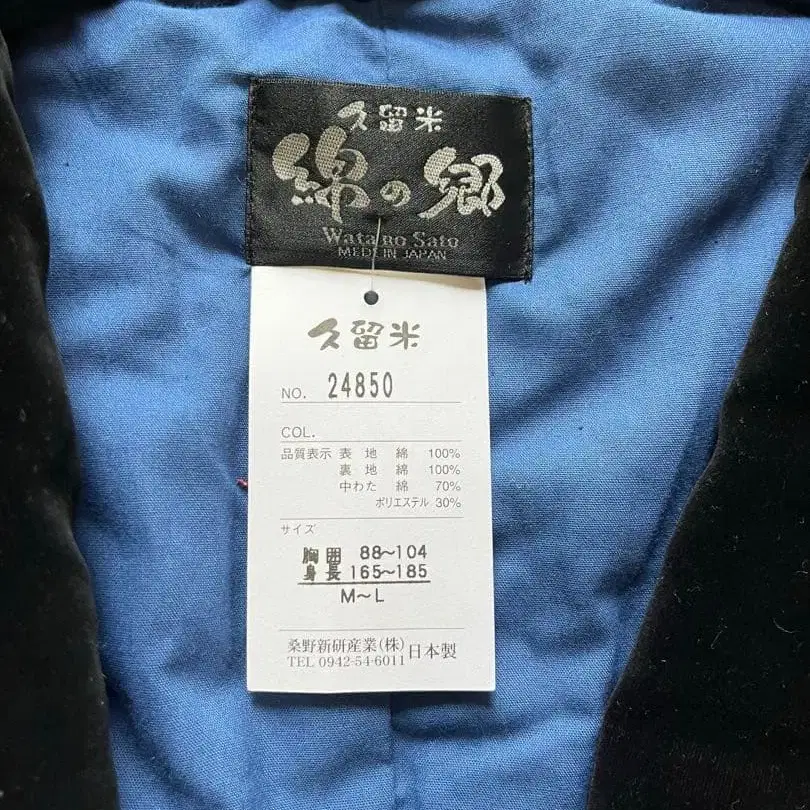 久留米
綿の郷
Wata no Sato
MADE IN JAPAN
久留米
NO. 24850
COL.
品質表示 表 地 綿 100%
裏 地 綿 100%
中わた 綿 70%
ポリエステル 30%
サイズ
胸 囲 88～104
身 長 165～185
M～L
桑野新研産業(株) 日本製
TEL 0942-54-6011